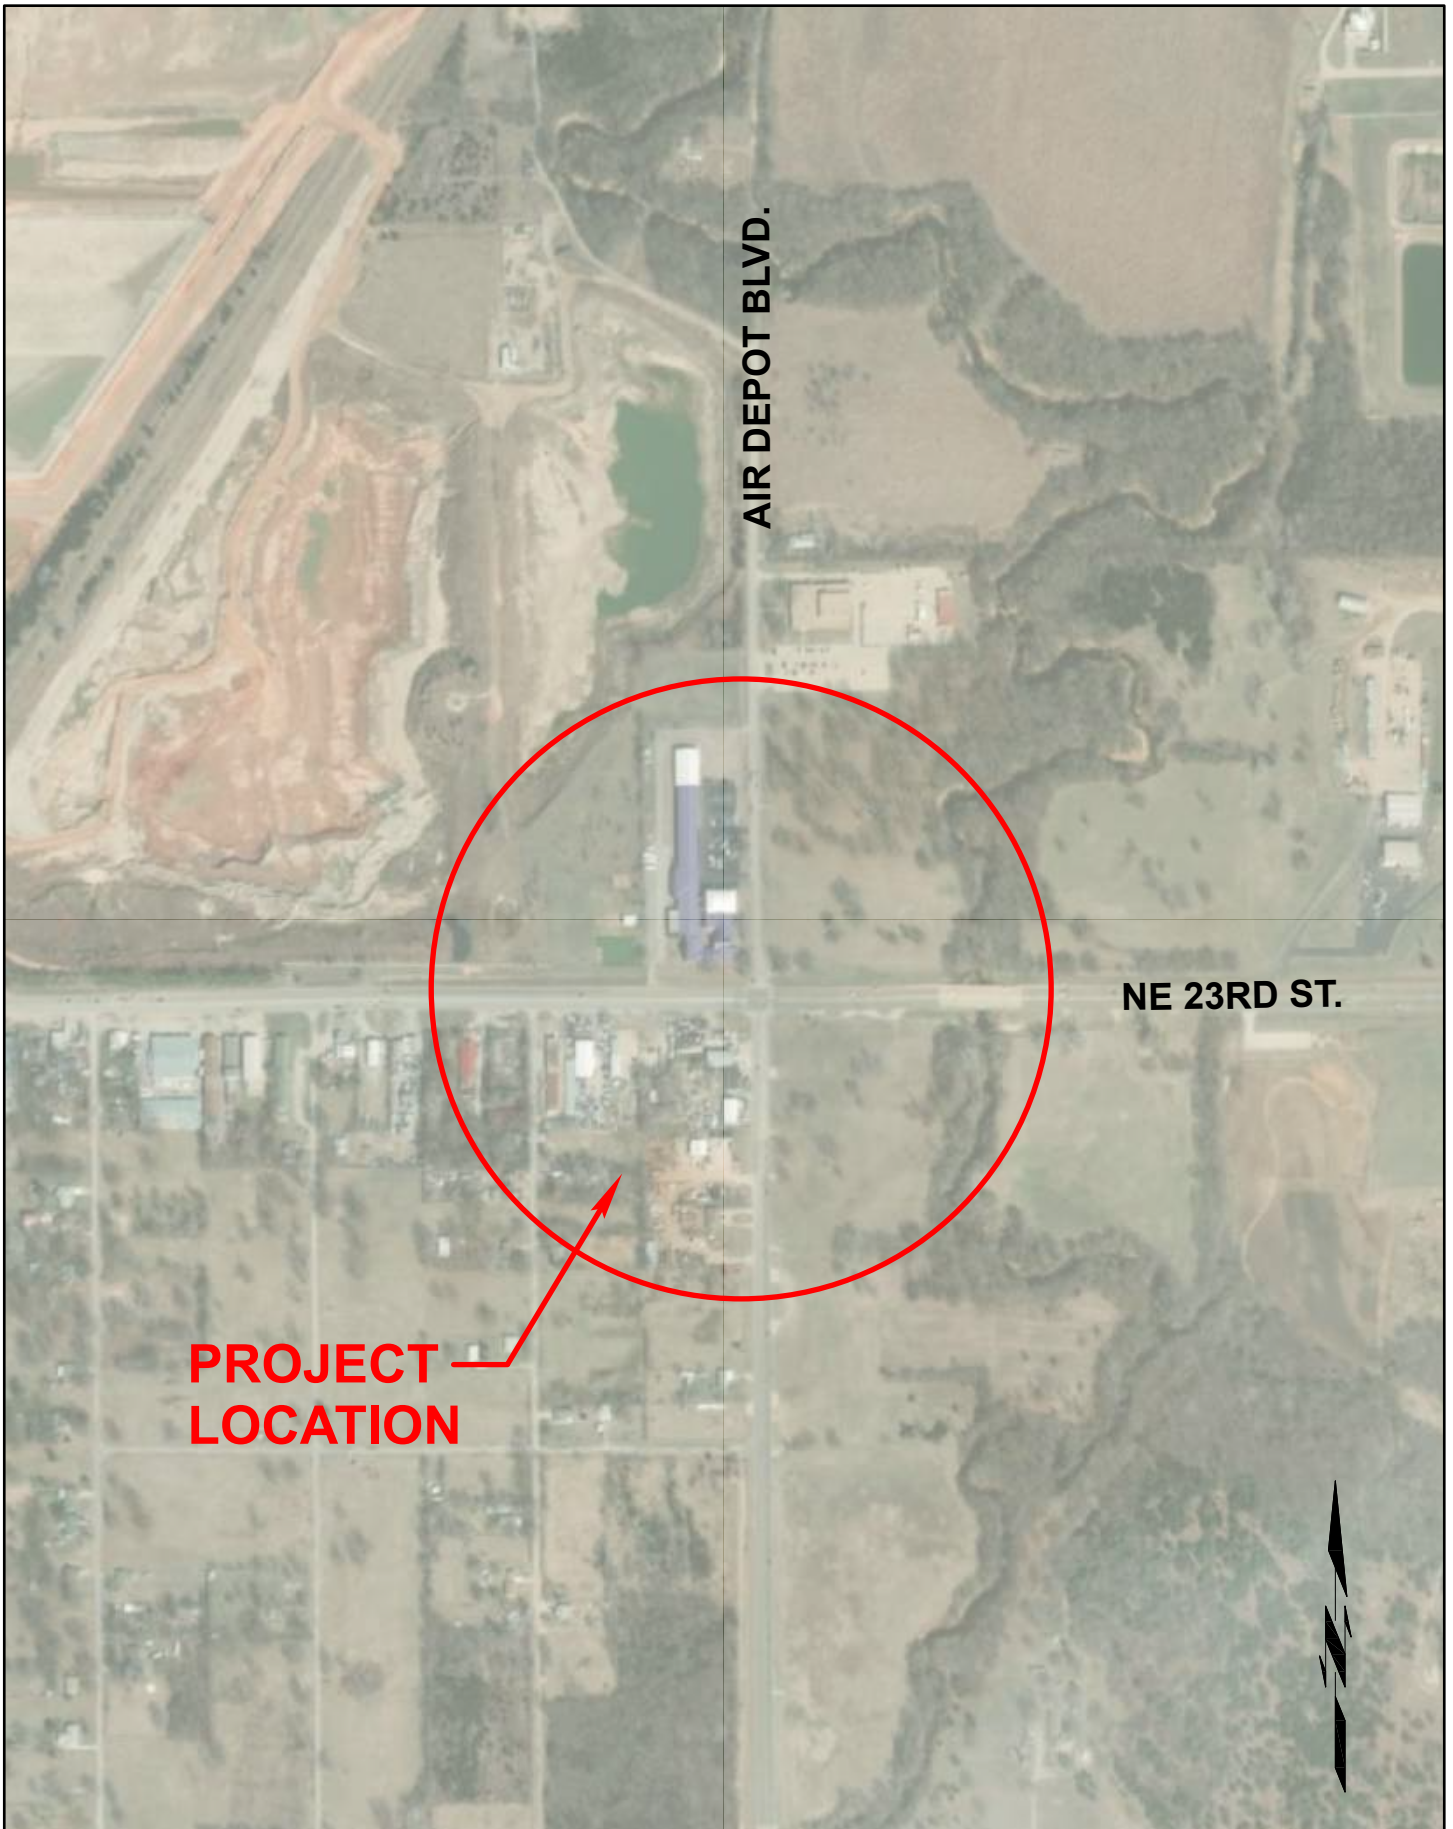 AIR DEPOT BLVD.
NE 23RD ST.
PROJECT
LOCATION
N